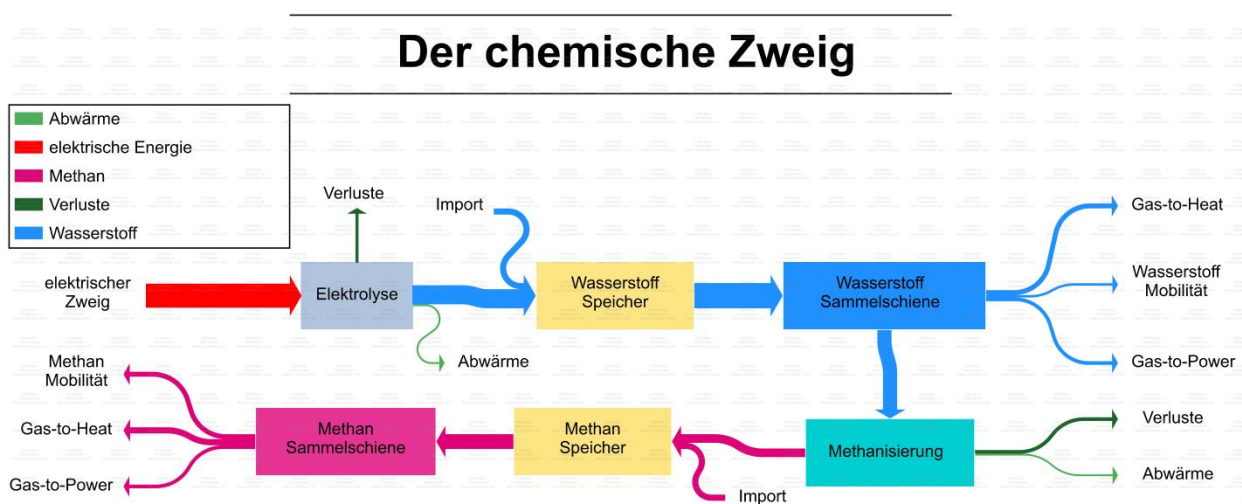 Der chemische Zweig
Abwärme
elektrische Energie
Methan
Verluste
Wasserstoff
Verluste
Import
Gas-to-Heat
elektrischer
Zweig
Elektrolyse
Wasserstoff
Speicher
Wasserstoff
Sammelschiene
Wasserstoff
Mobilität
Abwärme
Gas-to-Power
Methan
Mobilität
Gas-to-Heat
Gas-to-Power
Methan
Sammelschiene
Methan
Speicher
Import
Methanisierung
Verluste
Abwärme